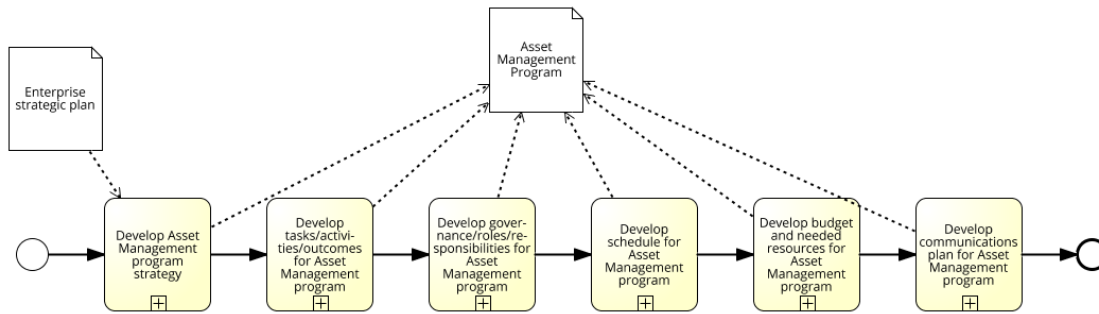 Asset
Management
Program
Enterprise
strategic plan
Develop Asset
Management
program
strategy
Develop
tasks/activi-
ties/outcomes
for Asset
Management
program
Develop gover-
nance/roles/re-
sponsibilities for
Asset
Management
program
Develop
schedule for
Asset
Management
program
Develop budget
and needed
resources for
Asset
Management
program
Develop
communications
plan for Asset
Management
program